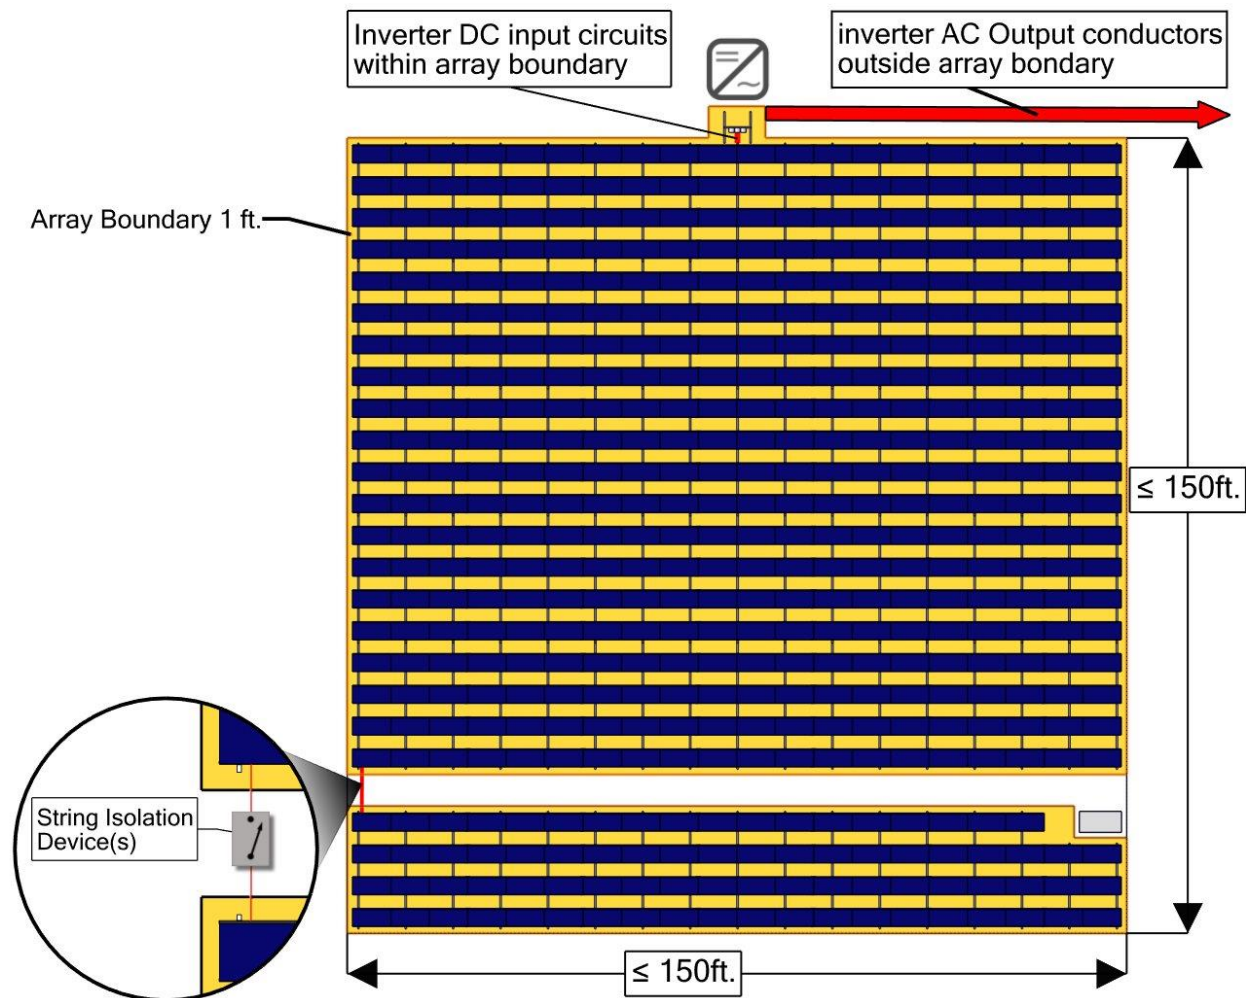 Inverter DC input circuits
within array boundary
inverter AC Output conductors
outside array bondary
Array Boundary 1 ft.
≤ 150ft.
String Isolation
Device(s)
≤ 150ft.